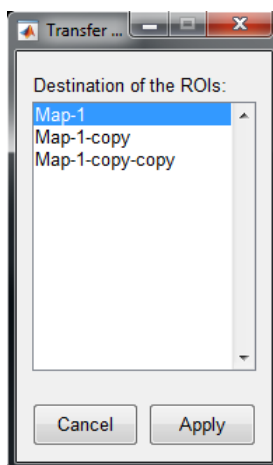 Transfer ...
Destination of the ROIs:
Map-1
Map-1-copy
Map-1-copy-copy
Cancel Apply